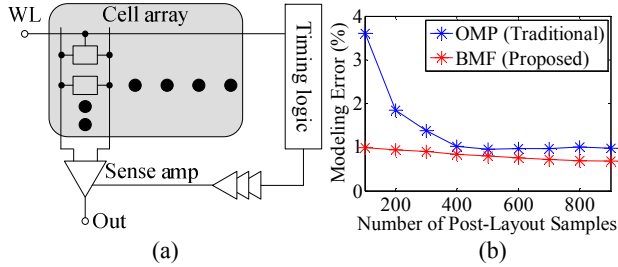 WL
Cell array
Timing logic
Sense amp
Out
(a)
Modeling Error (%)
4
3
2
1
0
OMP (Traditional)
BMF (Proposed)
200
400
600
800
Number of Post-Layout Samples
(b)